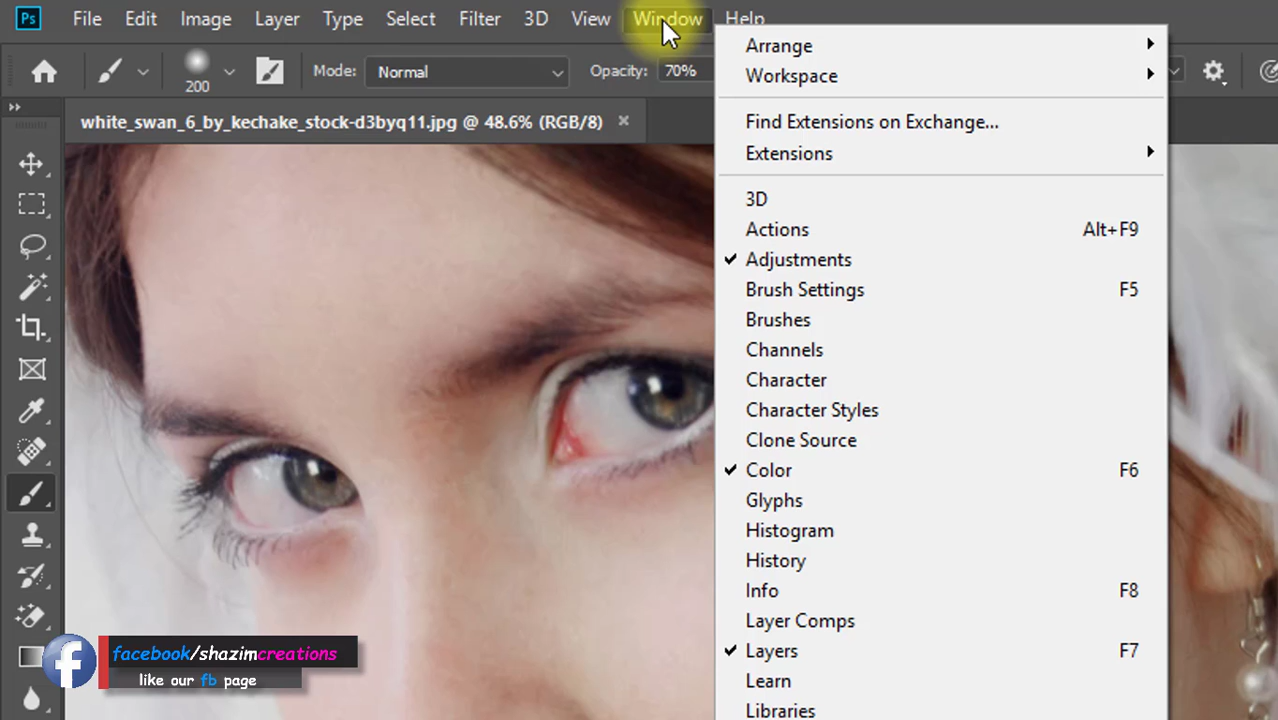 Ps File Edit Image Layer Type Select Filter 3D View Window Help
200 Mode: Normal Opacity: 70%
white_swan_6_by_kechake_stock-d3byq11.jpg @ 48.6% (RGB/8)
Arrange
Workspace
Find Extensions on Exchange...
Extensions
3D
Actions Alt+F9
Adjustments
Brush Settings F5
Brushes
Channels
Character
Character Styles
Clone Source
Color F6
Glyphs
Histogram
History
Info F8
Layer Comps
Layers F7
Learn
Libraries
f facebook/shazimcreations
like our fb page